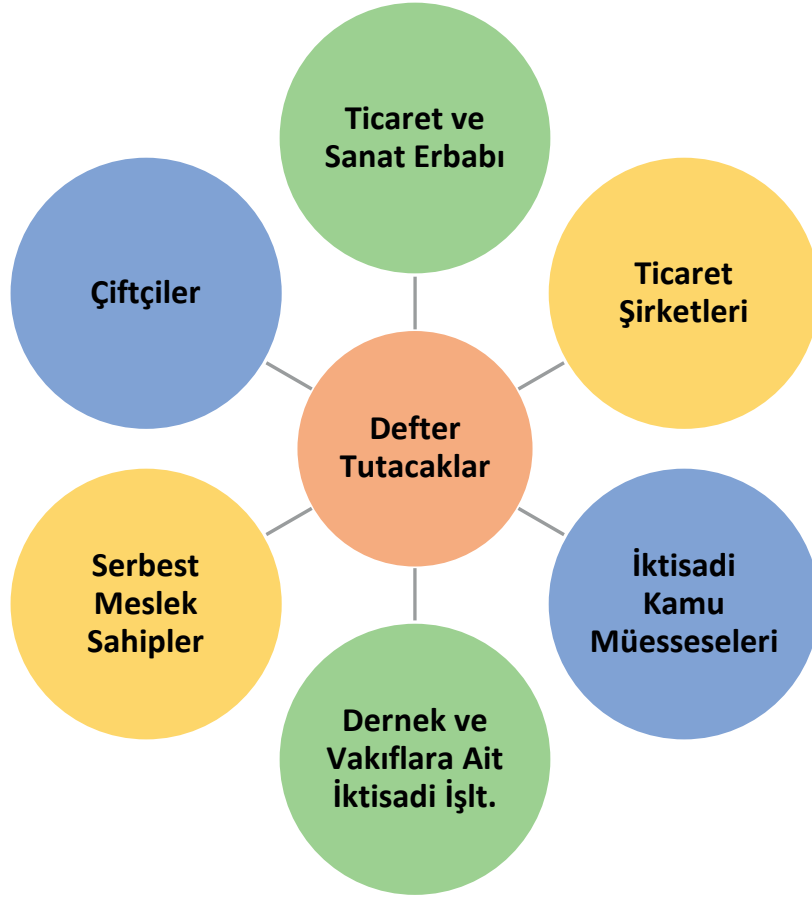 Ticaret ve
Sanat Erbabı
Ticaret
Şirketleri
İktisadi
Kamu
Müesseseleri
Dernek ve
Vakıflara Ait
İktisadi İşlt.
Serbest
Meslek
Sahipler
Çiftçiler
Defter
Tutacaklar